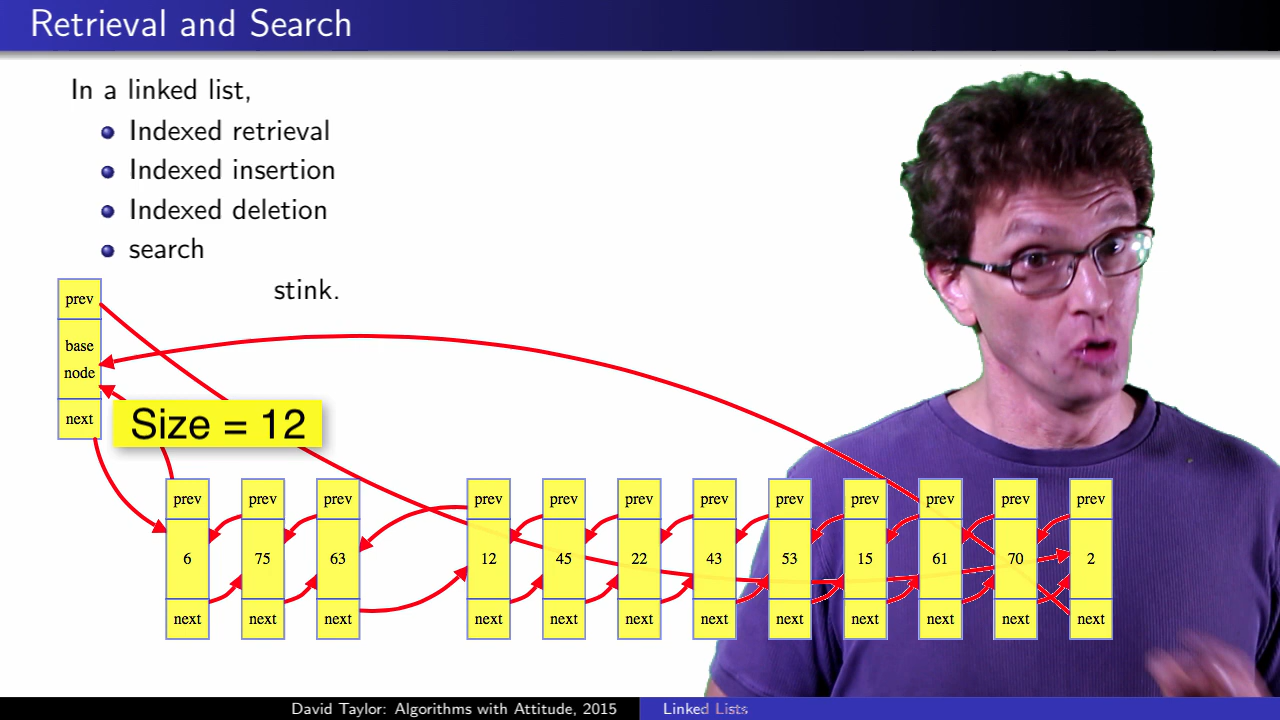 Retrieval and Search
In a linked list,
Indexed retrieval
Indexed insertion
Indexed deletion
search
stink.
prev
base
node
next
Size = 12
prev prev prev prev prev prev prev prev prev prev prev prev
6 75 63 12 45 22 43 53 15 61 70 2
next next next next next next next next next next next next
David Taylor: Algorithms with Attitude, 2015 Linked Lists